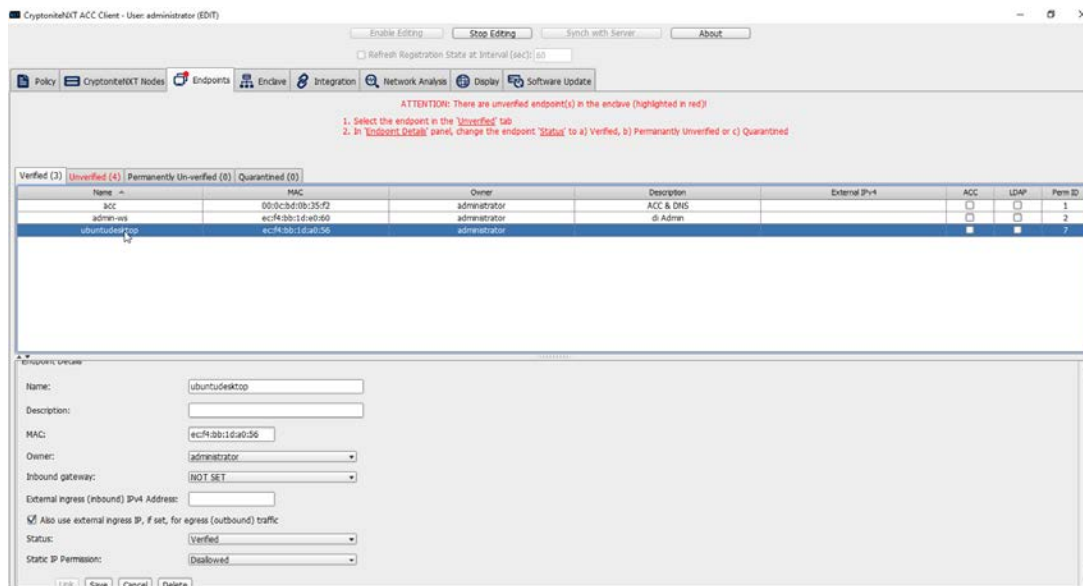 CryptoniteNXT ACC Client - User: administrator (EDIT)
Enable Editing Stop Editing Synch with Server About
Refresh Registration State at Interval (sec): 60
Policy CryptoniteNXT Nodes Endpoints Enclave Integration Network Analysis Display Software Update
ATTENTION: There are unverified endpoint(s) in the enclave (highlighted in red)!
1. Select the endpoint in the 'Unverified' tab
2. In 'Endpoint Details' panel, change the endpoint 'Status' to a) Verified, b) Permanantly Unverified or c) Quarantined
Verified (3) Unverified (4) Permanently Un-verified (0) Quarantined (0)
Name MAC Owner Description External IPv4 ACC LDAP Perm ID
acc 00:0c:bd:0b:35:f2 administrator ACC & DNS 1
admin-ws ec:f4:bb:1d:e0:60 administrator di Admin 2
ubuntudesktop ec:f4:bb:1d:a0:56 administrator 7
Endpoint Details
Name: ubuntudesktop
Description:
MAC: ec:f4:bb:1d:a0:56
Owner: administrator
Inbound gateway: NOT SET
External ingress (inbound) IPv4 Address:
Also use external ingress IP, if set, for egress (outbound) traffic
Status: Verified
Static IP Permission: Disallowed
Link Save Cancel Delete